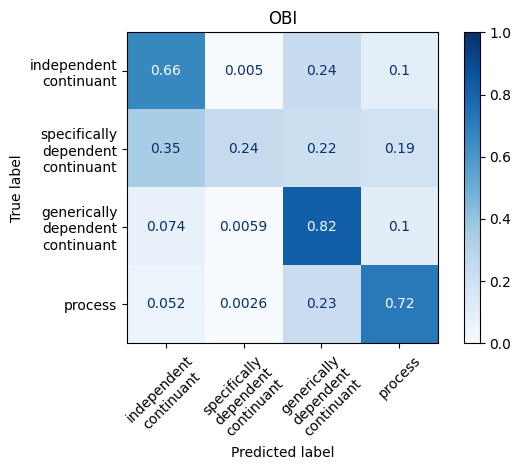 OBI
True label
independent
continuant
0.66 0.005 0.24 0.1
specifically
dependent
continuant
0.35 0.24 0.22 0.19
generically
dependent
continuant
0.074 0.0059 0.82 0.1
process
0.052 0.0026 0.23 0.72
independent
continuant
specifically
dependent
continuant
generically
dependent
continuant
process
Predicted label
1.0
0.8
0.6
0.4
0.2
0.0